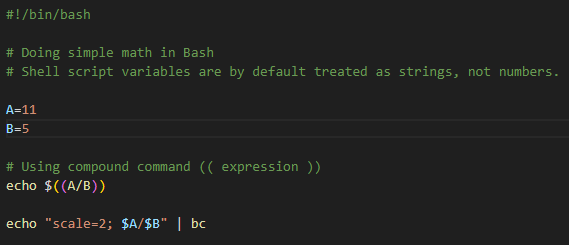 #!/bin/bash
# Doing simple math in Bash
# Shell script variables are by default treated as strings, not numbers.
A=11
B=5
# Using compound command (( expression ))
echo $((A/B))
echo "scale=2; $A/$B" | bc